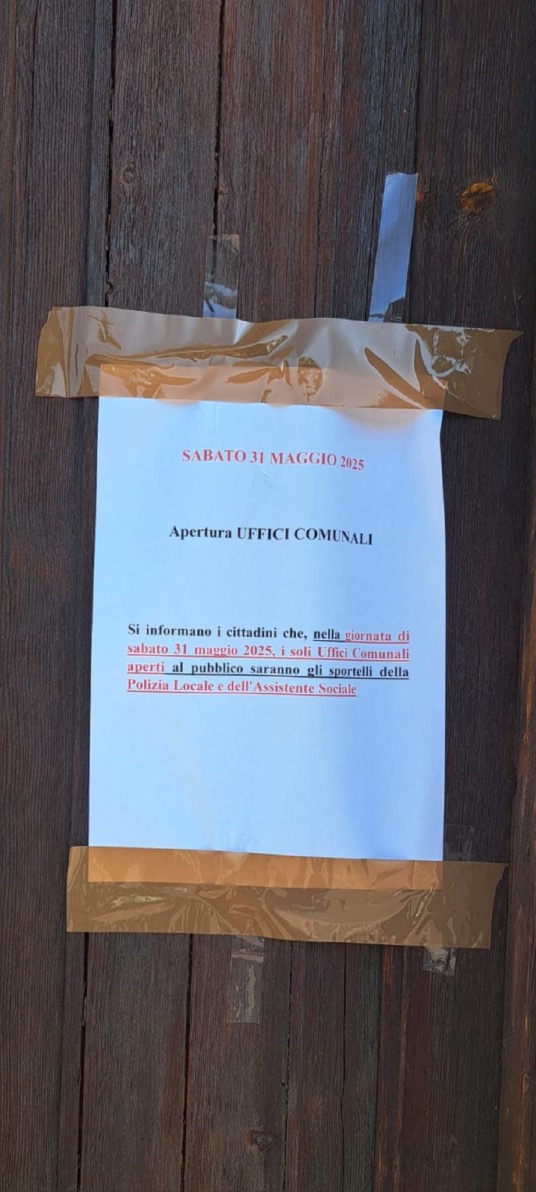 SABATO 31 MAGGIO 2025
Apertura UFFICI COMUNALI
Si informano i cittadini che, nella giornata di
sabato 31 maggio 2025, i soli Uffici Comunali
aperti al pubblico saranno gli sportelli della
Polizia Locale e dell'Assistente Sociale